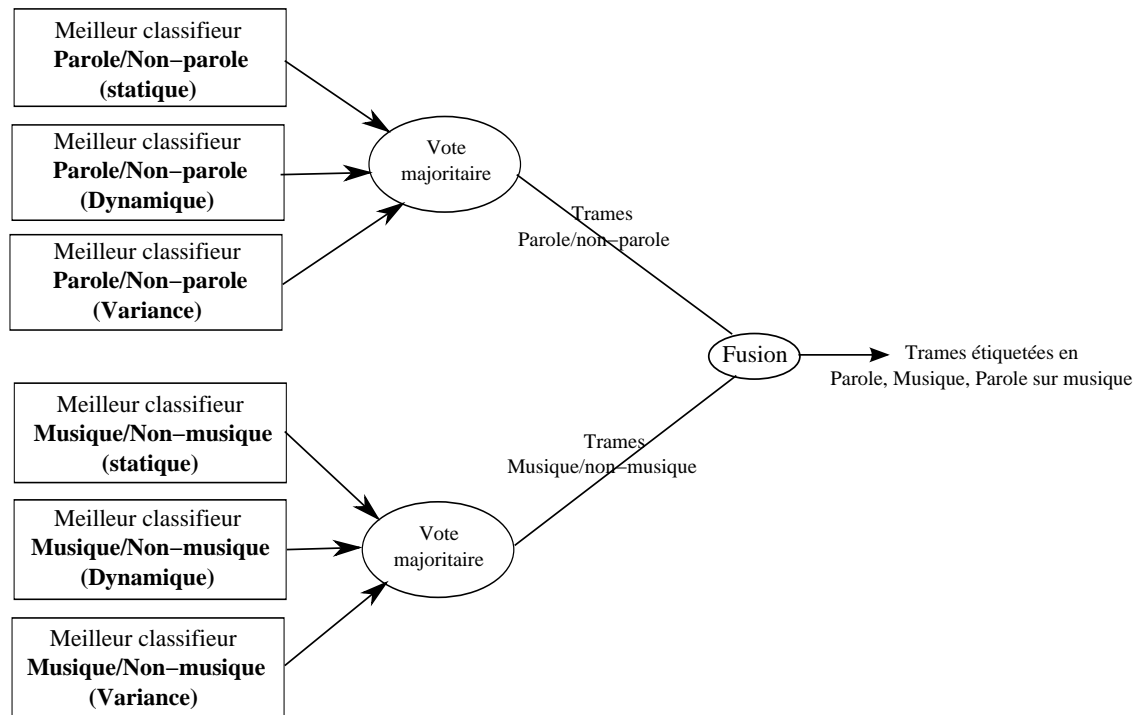 Meilleur classifieur
Parole/Non−parole
(statique)
Meilleur classifieur
Parole/Non−parole
(Dynamique)
Meilleur classifieur
Parole/Non−parole
(Variance)
Vote
majoritaire
Trames
Parole/non−parole
Fusion
Trames étiquetées en
Parole, Musique, Parole sur musique
Meilleur classifieur
Musique/Non−musique
(statique)
Meilleur classifieur
Musique/Non−musique
(Dynamique)
Meilleur classifieur
Musique/Non−musique
(Variance)
Vote
majoritaire
Trames
Musique/non−musique